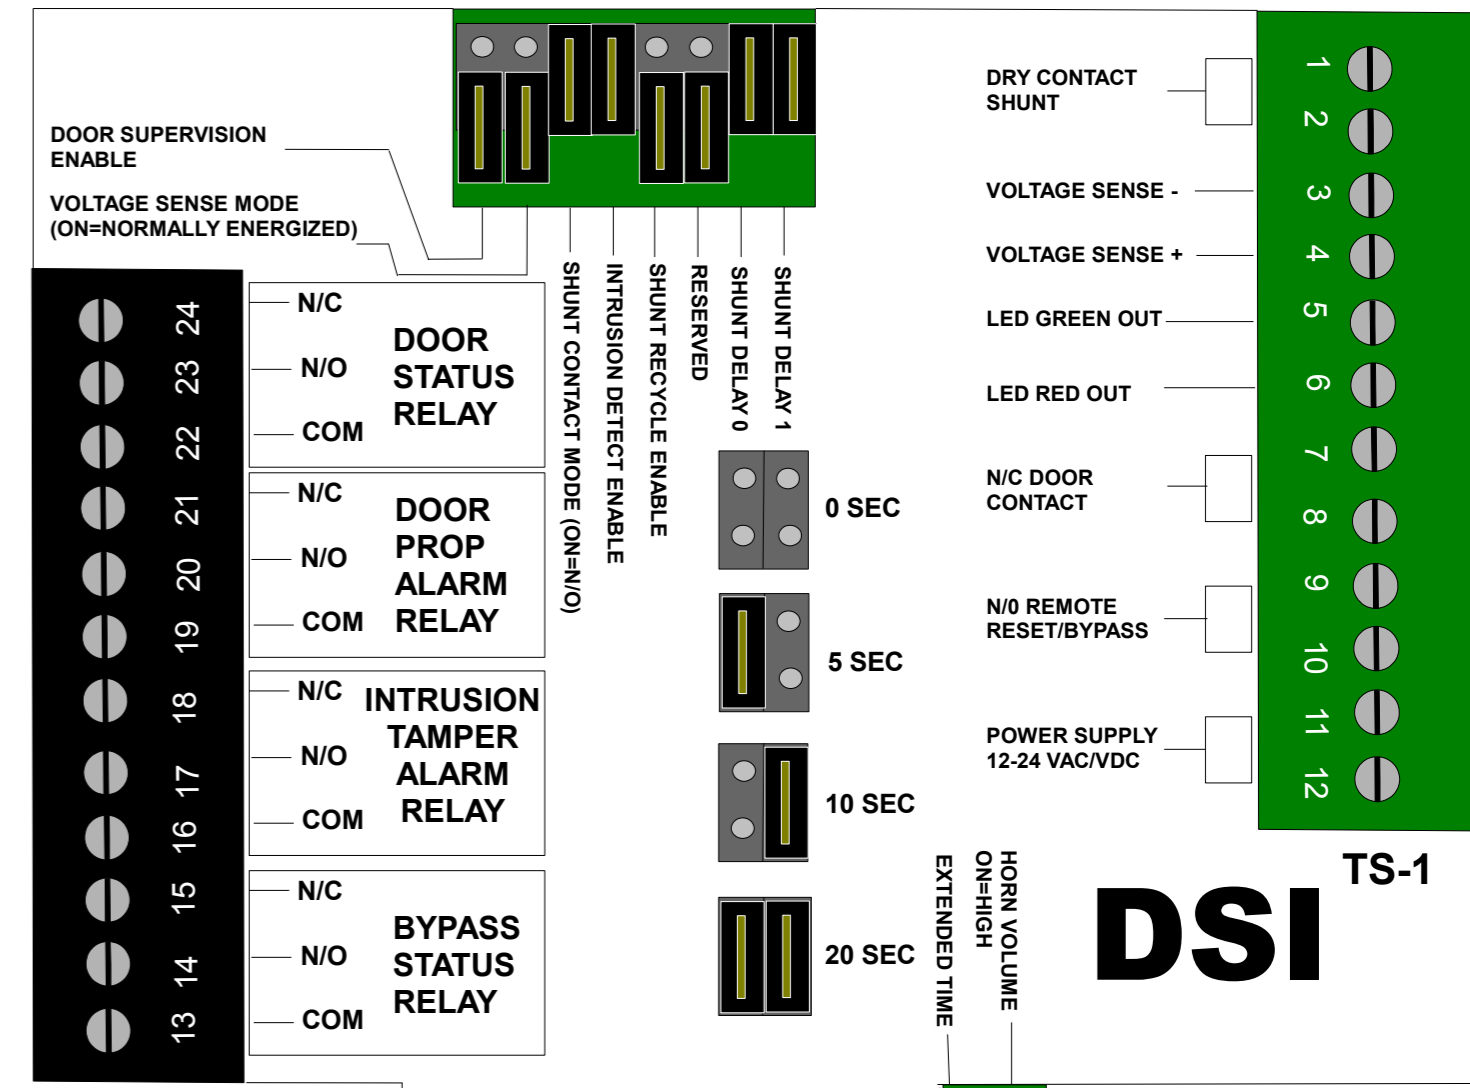 DOOR SUPERVISION
ENABLE
VOLTAGE SENSE MODE
(ON=NORMALLY ENERGIZED)
SHUNT CONTACT MODE (ON=N/O)
INTRUSION DETECT ENABLE
SHUNT RECYCLE ENABLE
RESERVED
SHUNT DELAY 0
SHUNT DELAY 1
24
23
22
21
20
19
18
17
16
15
14
13
N/C
N/O
COM
DOOR
STATUS
RELAY
N/C
N/O
COM
DOOR
PROP
ALARM
RELAY
N/C
N/O
COM
INTRUSION
TAMPER
ALARM
RELAY
N/C
N/O
COM
BYPASS
STATUS
RELAY
0 SEC
5 SEC
10 SEC
20 SEC
DRY CONTACT
SHUNT
VOLTAGE SENSE -
VOLTAGE SENSE +
LED GREEN OUT
LED RED OUT
N/C DOOR
CONTACT
N/0 REMOTE
RESET/BYPASS
POWER SUPPLY
12-24 VAC/VDC
1
2
3
4
5
6
7
8
9
10
11
12
TS-1
DSI
HORN VOLUME
ON=HIGH
EXTENDED TIME